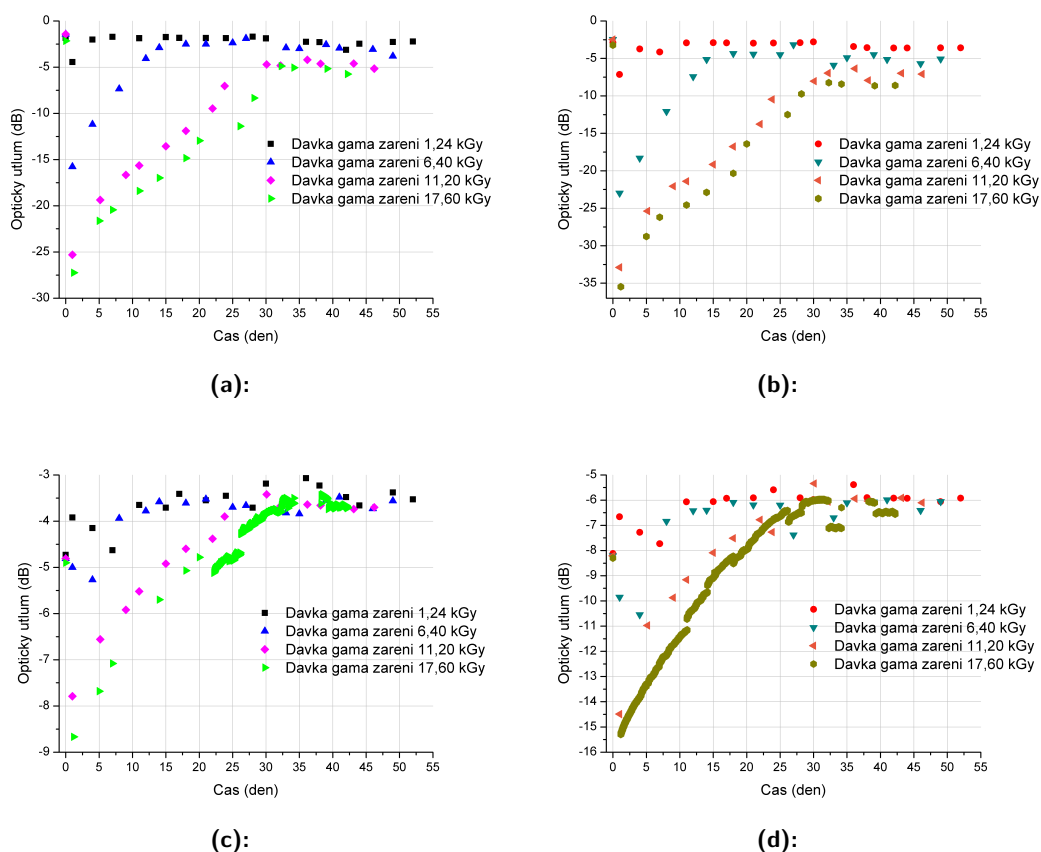 0
-5
-10
-15
-20
-25
-30
Opticky utlum (dB)
Davka gama zareni 1,24 kGy
Davka gama zareni 6,40 kGy
Davka gama zareni 11,20 kGy
Davka gama zareni 17,60 kGy
0 5 10 15 20 25 30 35 40 45 50 55
Cas (den)
(a):
0
-5
-10
-15
-20
-25
-30
-35
Opticky utlum (dB)
Davka gama zareni 1,24 kGy
Davka gama zareni 6,40 kGy
Davka gama zareni 11,20 kGy
Davka gama zareni 17,60 kGy
0 5 10 15 20 25 30 35 40 45 50 55
Cas (den)
(b):
-3
-4
-5
-6
-7
-8
-9
Opticky utlum (dB)
Davka gama zareni 1,24 kGy
Davka gama zareni 6,40 kGy
Davka gama zareni 11,20 kGy
Davka gama zareni 17,60 kGy
0 5 10 15 21 25 30 35 40 45 50 55
Cas (den)
(c):
-5
-6
-7
-8
-9
-10
-11
-12
-13
-14
-15
-16
Opticky utlum (dB)
Davka gama zareni 1,24 kGy
Davka gama zareni 6,40 kGy
Davka gama zareni 11,20 kGy
Davka gama zareni 17,60 kGy
0 5 10 15 20 25 30 35 40 45 50 55
Cas (den)
(d):